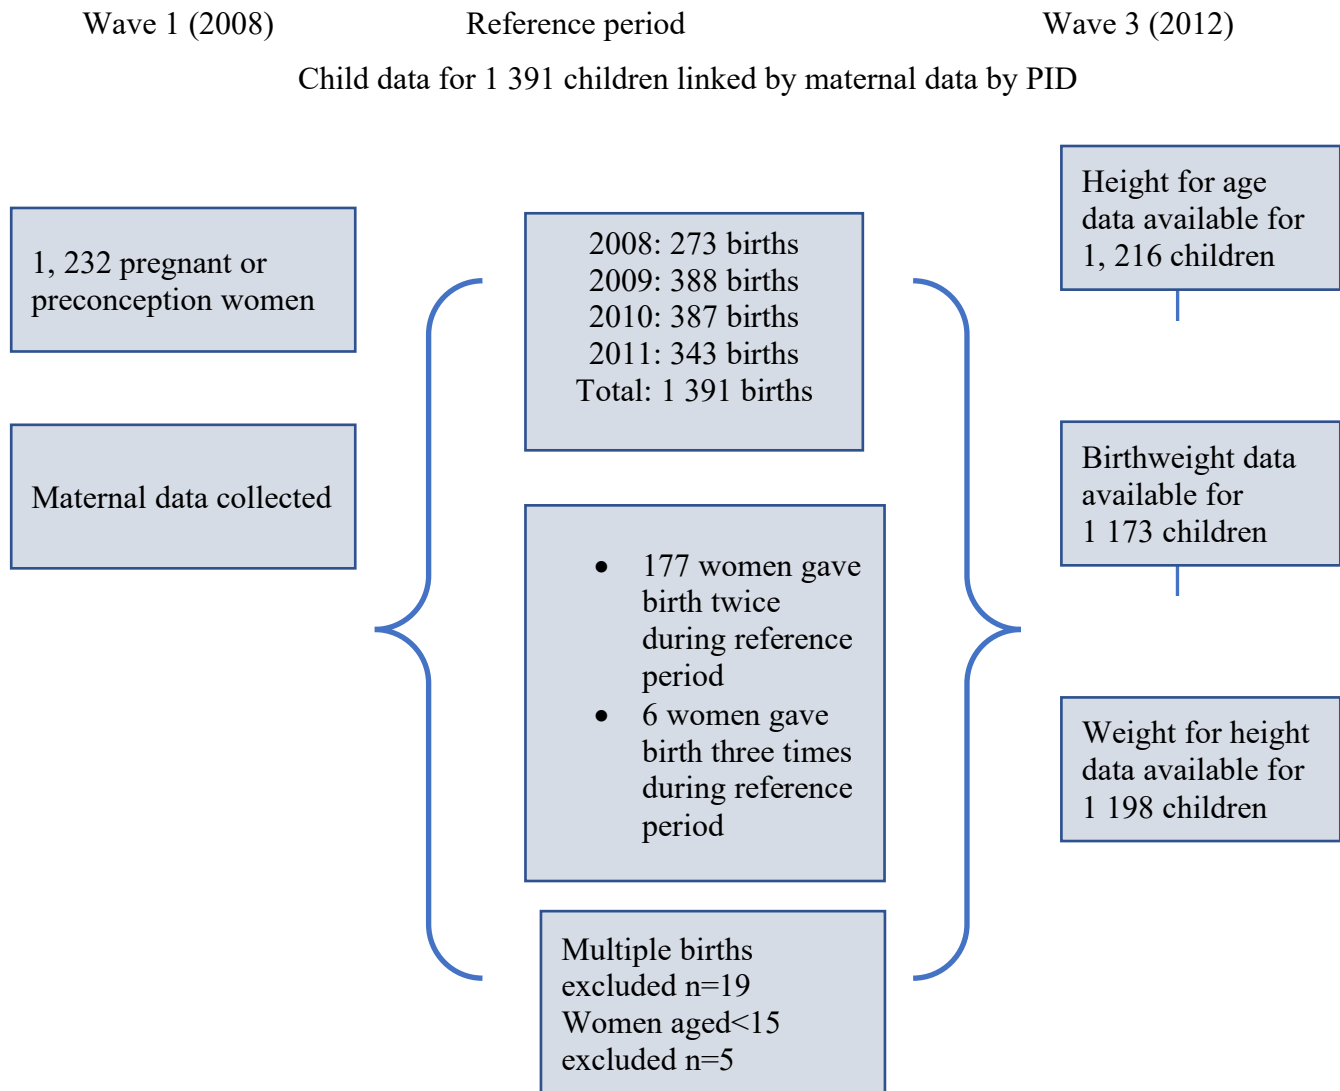 Wave 1 (2008) Reference period Wave 3 (2012)
Child data for 1 391 children linked by maternal data by PID
1, 232 pregnant or
preconception women
Maternal data collected
2008: 273 births
2009: 388 births
2010: 387 births
2011: 343 births
Total: 1 391 births
• 177 women gave
birth twice
during reference
period
• 6 women gave
birth three times
during reference
period
Multiple births
excluded n=19
Women aged<15
excluded n=5
Height for age
data available for
1, 216 children
Birthweight data
available for
1 173 children
Weight for height
data available for
1 198 children